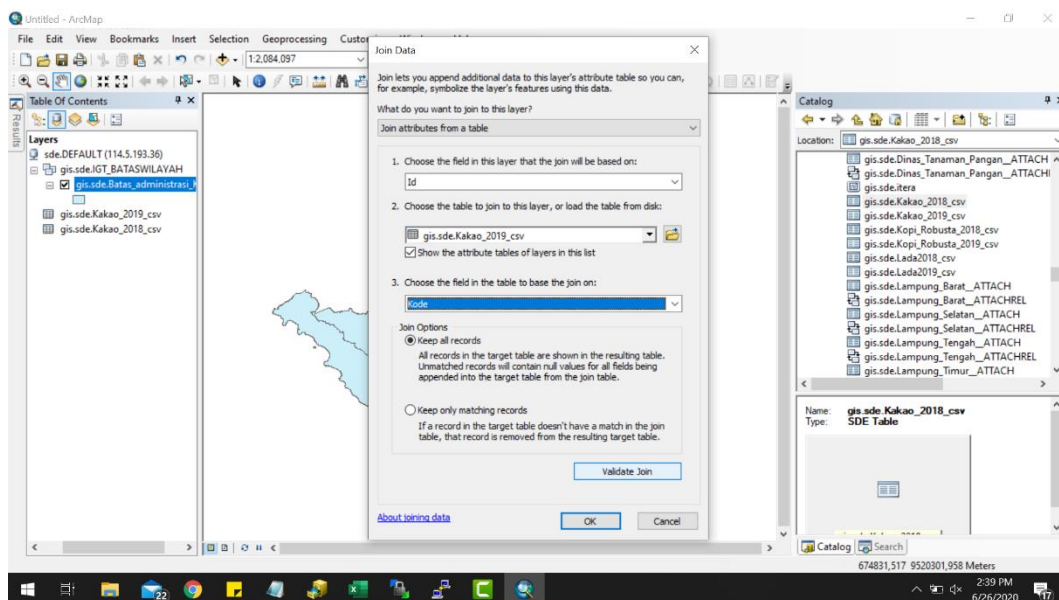 Untitled - ArcMap
File Edit View Bookmarks Insert Selection Geoprocessing
1:2,084,097
Table Of Contents
Results
Layers
sde.DEFAULT (114.5.193.36)
gis.sde.IGT_BATASWILAYAH
gis.sde.Batas_administrasi_
gis.sde.Kakao_2019_csv
gis.sde.Kakao_2018_csv
Join Data
Join lets you append additional data to this layer's attribute table so you can,
for example, symbolize the layer's features using this data.
What do you want to join to this layer?
Join attributes from a table
1. Choose the field in this layer that the join will be based on:
Id
2. Choose the table to join to this layer, or load the table from disk:
gis.sde.Kakao_2019_csv
Show the attribute tables of layers in this list
3. Choose the field in the table to base the join on:
Kode
Join Options
Keep all records
All records in the target table are shown in the resulting table.
Unmatched records will contain null values for all fields being
appended into the target table from the join table.
Keep only matching records
If a record in the target table doesn't have a match in the join
table, that record is removed from the resulting target table.
Validate Join
About joining data
OK Cancel
Catalog
Location: gis.sde.Kakao_2018_csv
gis.sde.Dinas_Tanaman_Pangan__ATTACH
gis.sde.Dinas_Tanaman_Pangan__ATTACHI
gis.sde.itera
gis.sde.Kakao_2018_csv
gis.sde.Kakao_2019_csv
gis.sde.Kopi_Robusta_2018_csv
gis.sde.Kopi_Robusta_2019_csv
gis.sde.Lada2018_csv
gis.sde.Lada2019_csv
gis.sde.Lampung_Barat__ATTACH
gis.sde.Lampung_Barat__ATTACHREL
gis.sde.Lampung_Selatan__ATTACH
gis.sde.Lampung_Selatan__ATTACHREL
gis.sde.Lampung_Tengah__ATTACH
gis.sde.Lampung_Tengah__ATTACHREL
gis.sde.Lampung_Timur__ATTACH
Name: gis.sde.Kakao_2018_csv
Type: SDE Table
Catalog Search
674831,517 9520301,958 Meters
22
2:39 PM
6/26/2020
17